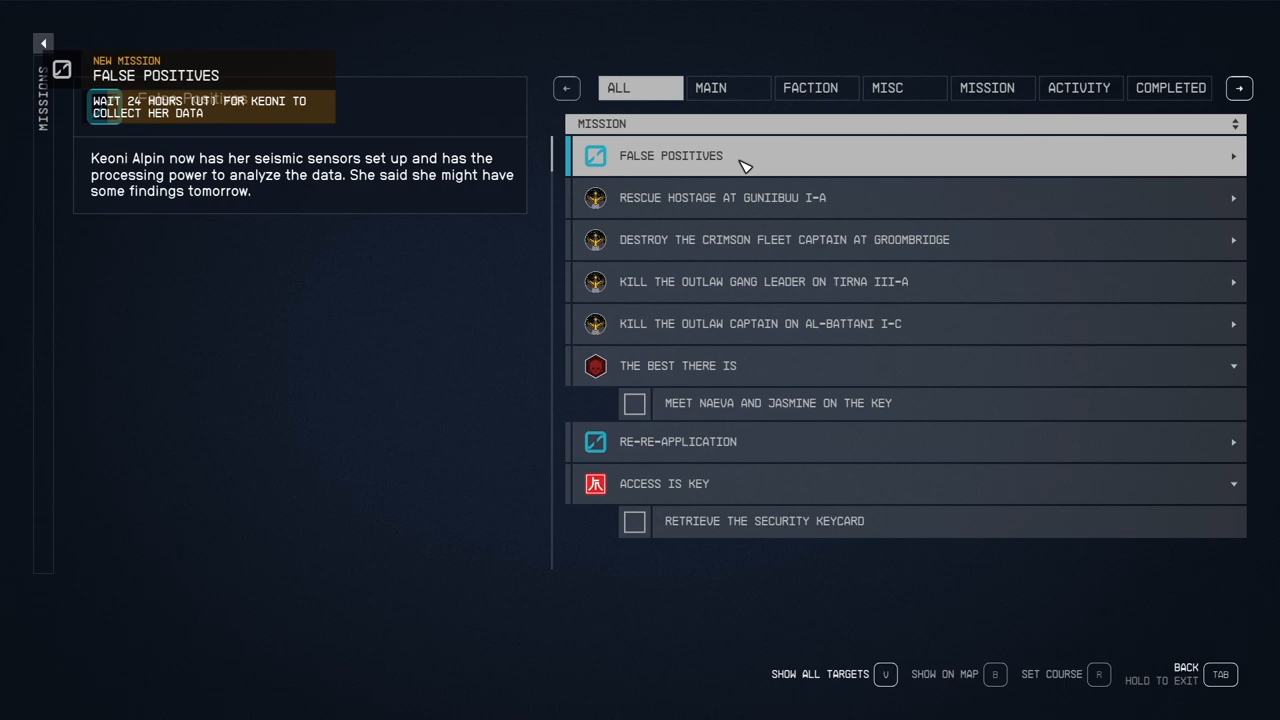 MISSIONS
NEW MISSION
FALSE POSITIVES
False Positives
WAIT 24 HOURS (UT) FOR KEONI TO
COLLECT HER DATA
Keoni Alpin now has her seismic sensors set up and has the
processing power to analyze the data. She said she might have
some findings tomorrow.
ALL MAIN FACTION MISC MISSION ACTIVITY COMPLETED
MISSION
FALSE POSITIVES
RESCUE HOSTAGE AT GUNIIBUU I-A
DESTROY THE CRIMSON FLEET CAPTAIN AT GROOMBRIDGE
KILL THE OUTLAW GANG LEADER ON TIRNA III-A
KILL THE OUTLAW CAPTAIN ON AL-BATTANI I-C
THE BEST THERE IS
MEET NAEVA AND JASMINE ON THE KEY
RE-RE-APPLICATION
ACCESS IS KEY
RETRIEVE THE SECURITY KEYCARD
SHOW ALL TARGETS V SHOW ON MAP B SET COURSE R BACK TAB
HOLD TO EXIT